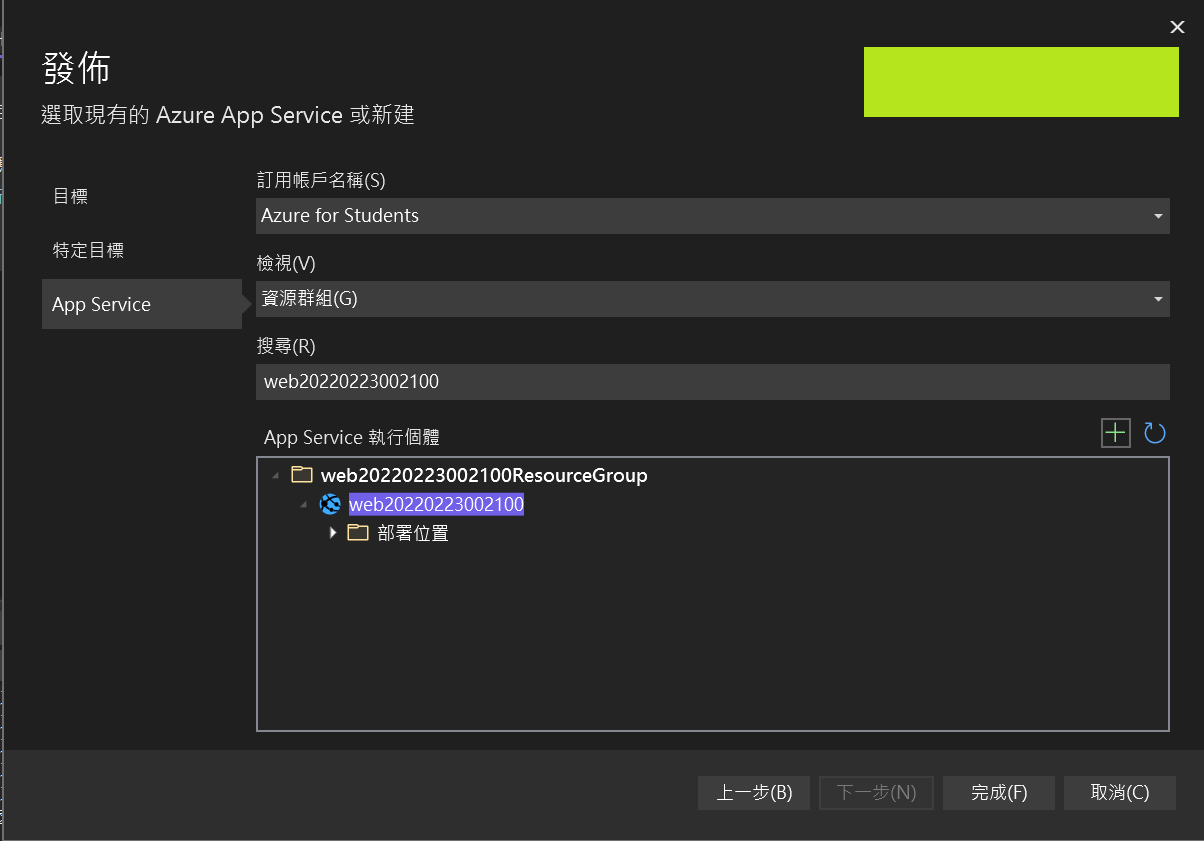 發佈
選取現有的 Azure App Service 或新建
目標
特定目標
App Service
訂用帳戶名稱(S)
Azure for Students
檢視(V)
資源群組(G)
搜尋(R)
web20220223002100
App Service 執行個體
web20220223002100ResourceGroup
web20220223002100
部署位置
上一步(B)
下一步(N)
完成(F)
取消(C)